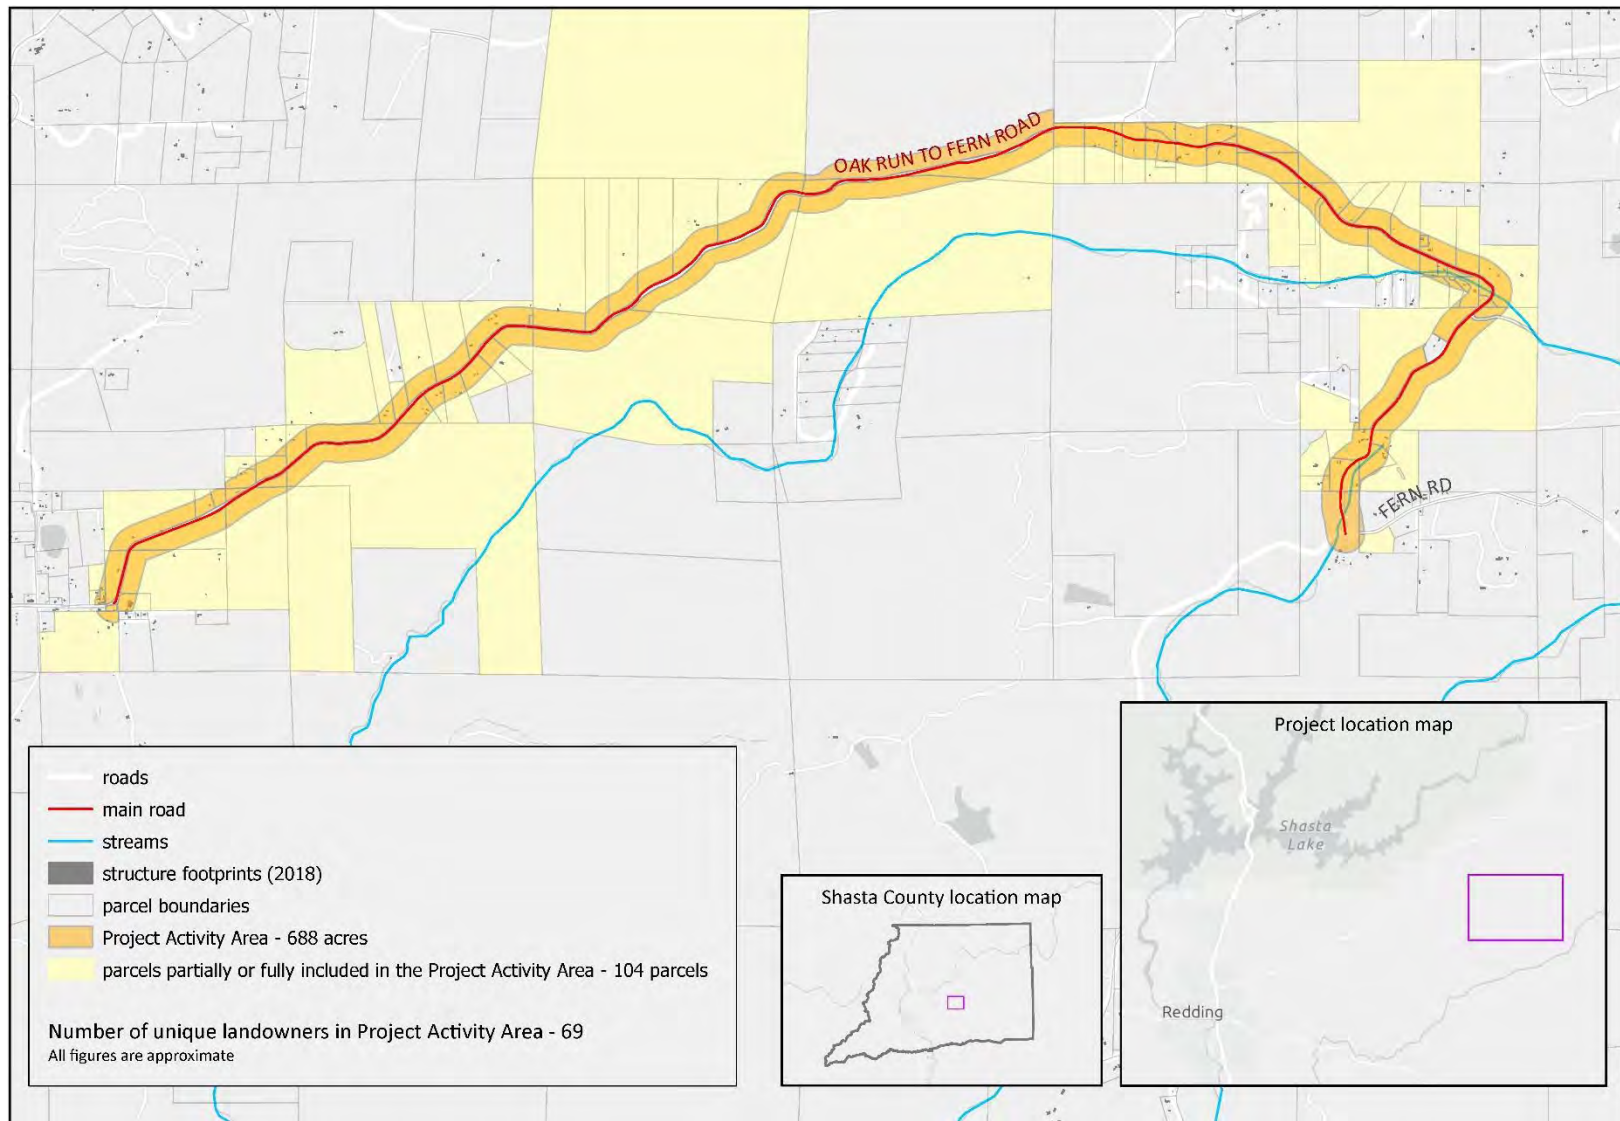 OAK RUN TO FERN ROAD
FERN RD
roads
main road
streams
structure footprints (2018)
parcel boundaries
Project Activity Area - 688 acres
parcels partially or fully included in the Project Activity Area - 104 parcels
Number of unique landowners in Project Activity Area - 69
All figures are approximate
Shasta County location map
Project location map
Shasta
Lake
Redding